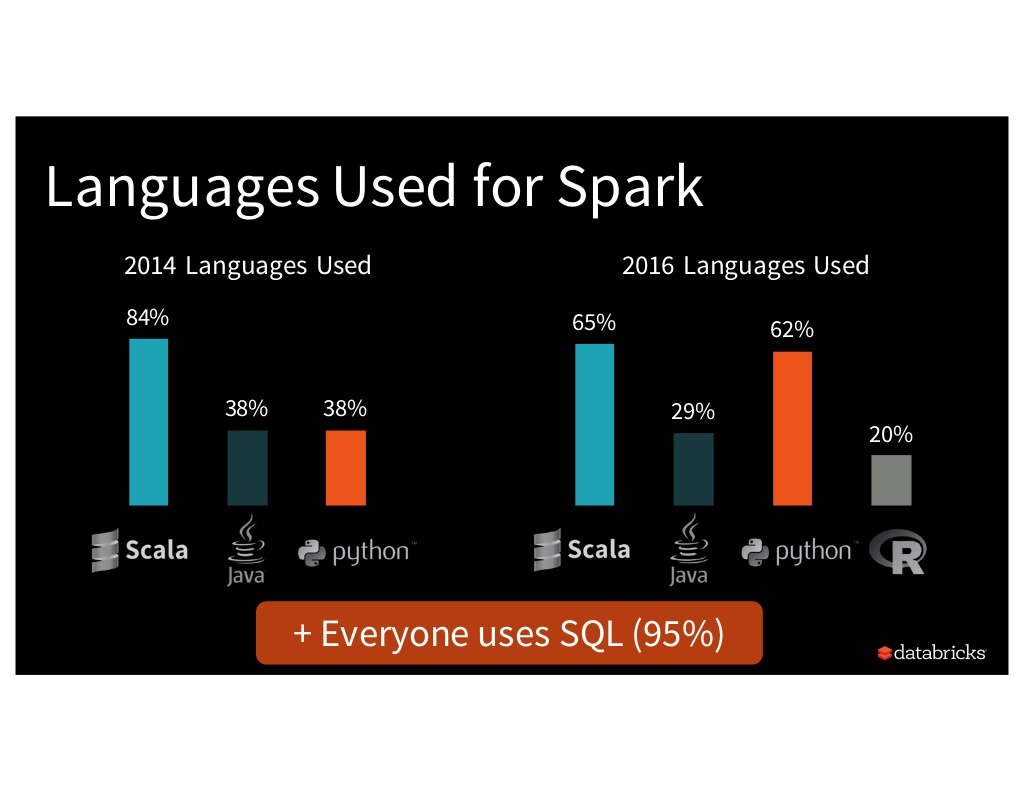 Languages Used for Spark
2014 Languages Used
84%
38%
38%
Scala
Java
python™
2016 Languages Used
65%
29%
62%
20%
Scala
Java
python™
R
+ Everyone uses SQL (95%)
databricks